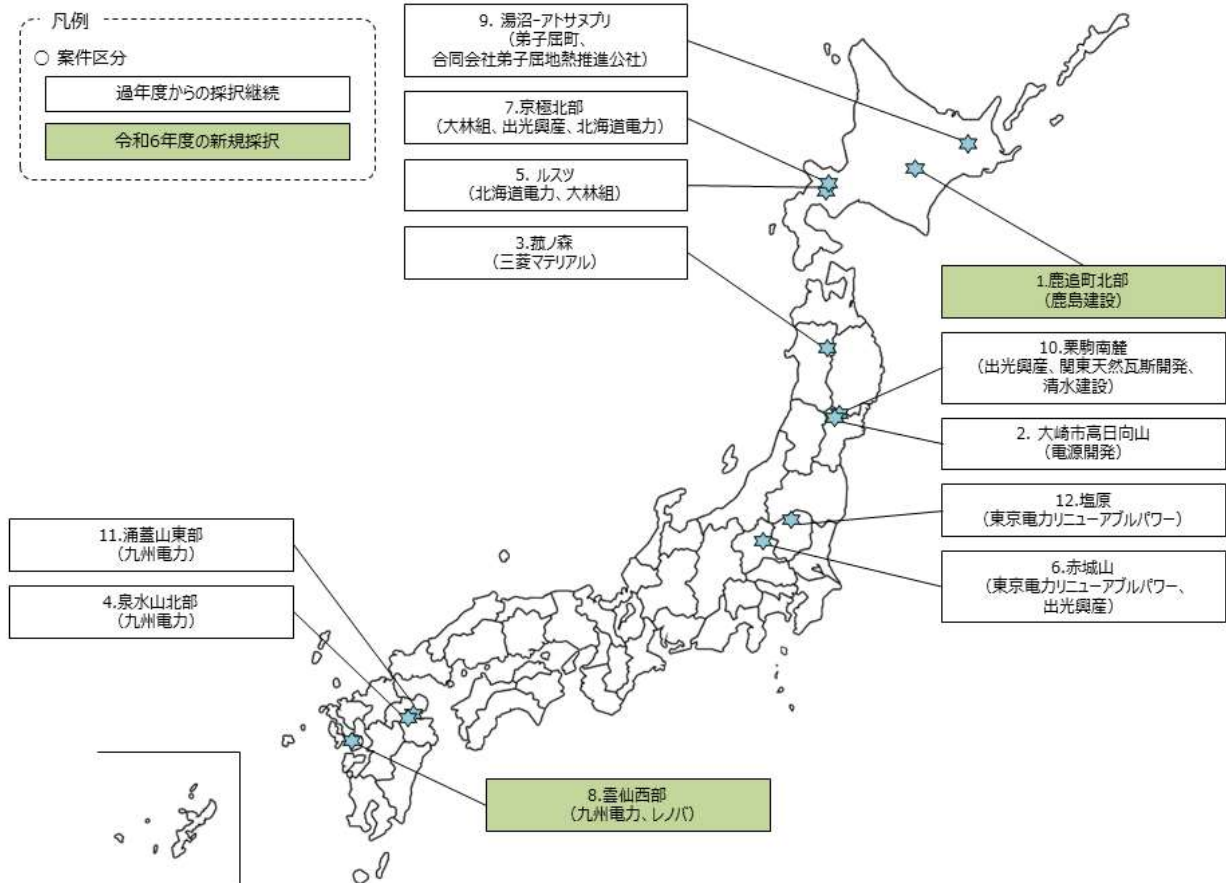 凡例
○ 案件区分
過年度からの採択継続
令和6年度の新規採択
9. 湯沼-アトサヌプリ
(弟子屈町、
合同会社弟子屈地熱推進公社)
7.京極北部
(大林組、出光興産、北海道電力)
5. ルスツ
(北海道電力、大林組)
3.菰ノ森
(三菱マテリアル)
1.鹿追町北部
(鹿島建設)
10.栗駒南麓
(出光興産、関東天然瓦斯開発、
清水建設)
2. 大崎市高日向山
(電源開発)
12.塩原
(東京電力リニューアブルパワー)
6.赤城山
(東京電力リニューアブルパワー、
出光興産)
11.涌蓋山東部
(九州電力)
4.泉水山北部
(九州電力)
8.雲仙西部
(九州電力、レノバ)